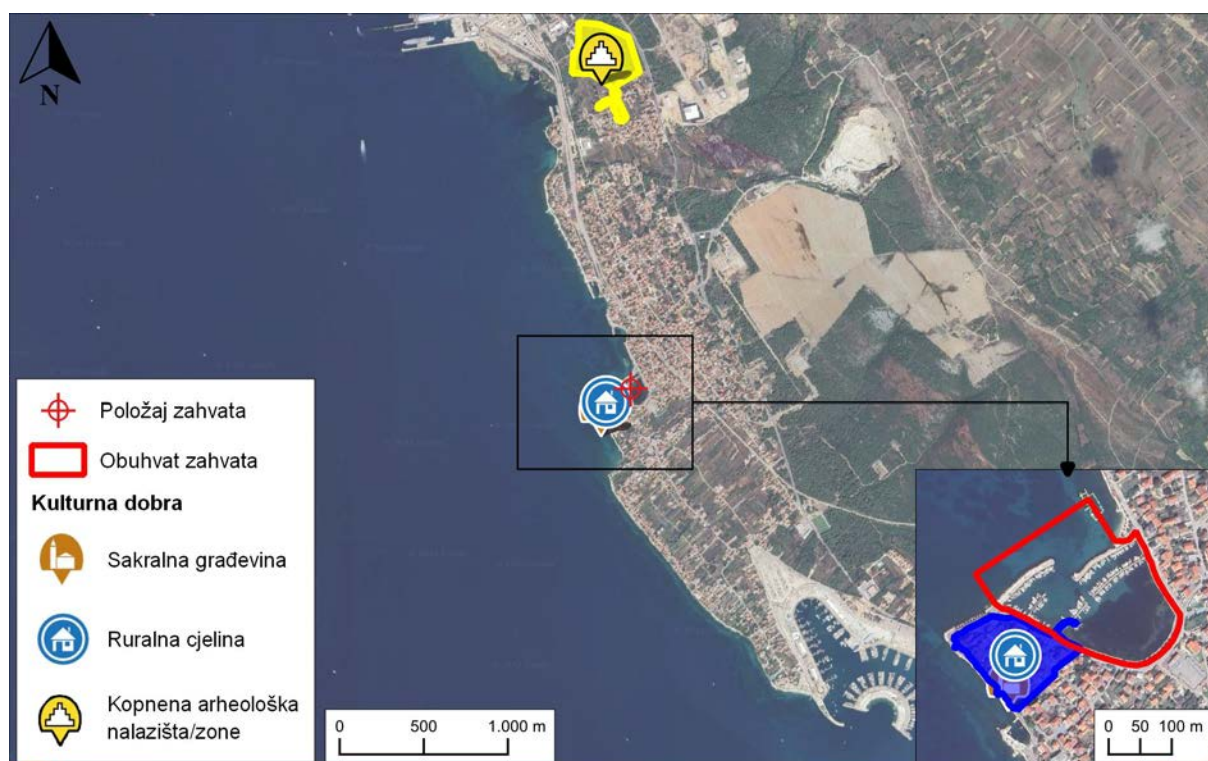 N
Položaj zahvata
Obuhvat zahvata
Kulturna dobra
Sakralna građevina
Ruralna cjelina
Kopnena arheološka
nalazišta/zone
0 500 1.000 m
0 50 100 m